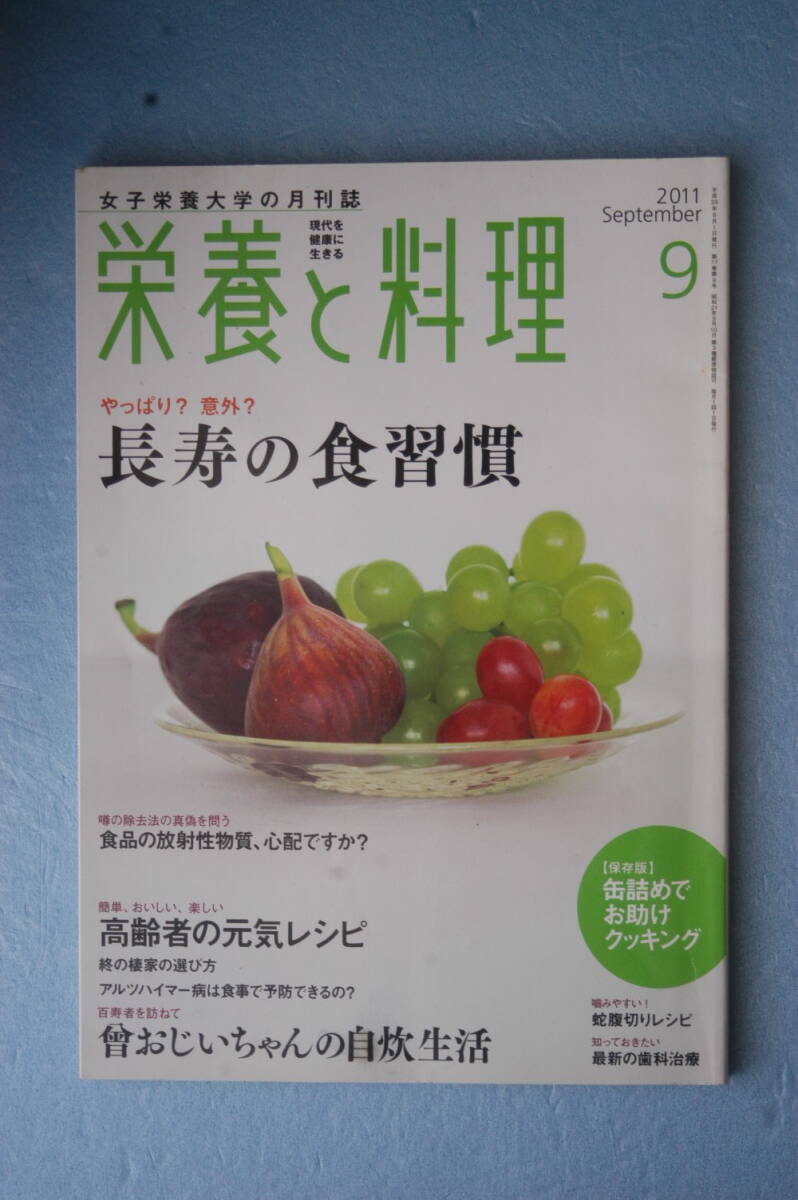 女子栄養大学の月刊誌
現代を
健康に
生きる
栄養と料理
2011
September
9
やっぱり? 意外?
長寿の食習慣
噂の除去法の真偽を問う
食品の放射性物質、心配ですか?
簡単、おいしい、楽しい
高齢者の元気レシピ
終の棲家の選び方
アルツハイマー病は食事で予防できるの?
百寿者を訪ねて
曾おじいちゃんの自炊生活
【保存版】
缶詰めで
お助け
クッキング
噛みやすい!
蛇腹切りレシピ
知っておきたい
最新の歯科治療